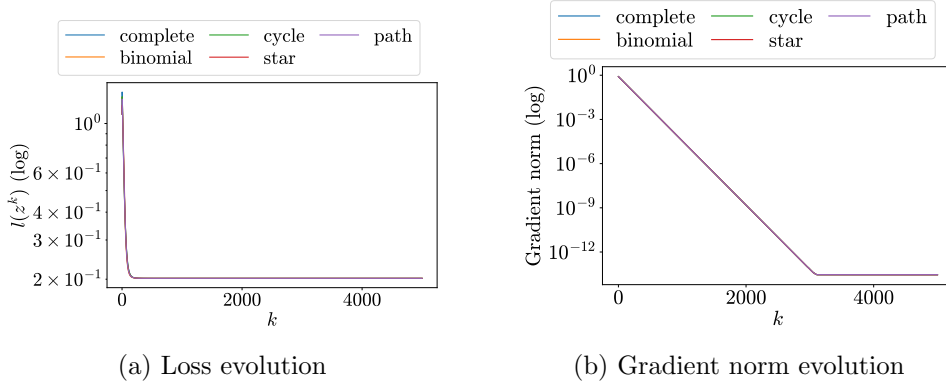 complete cycle path
binomial star
10^0
6 × 10^-1
4 × 10^-1
3 × 10^-1
2 × 10^-1
l(z^k) (log)
0 2000 4000
k
(a) Loss evolution
complete cycle path
binomial star
10^0
10^-3
10^-6
10^-9
10^-12
Gradient norm (log)
0 2000 4000
k
(b) Gradient norm evolution